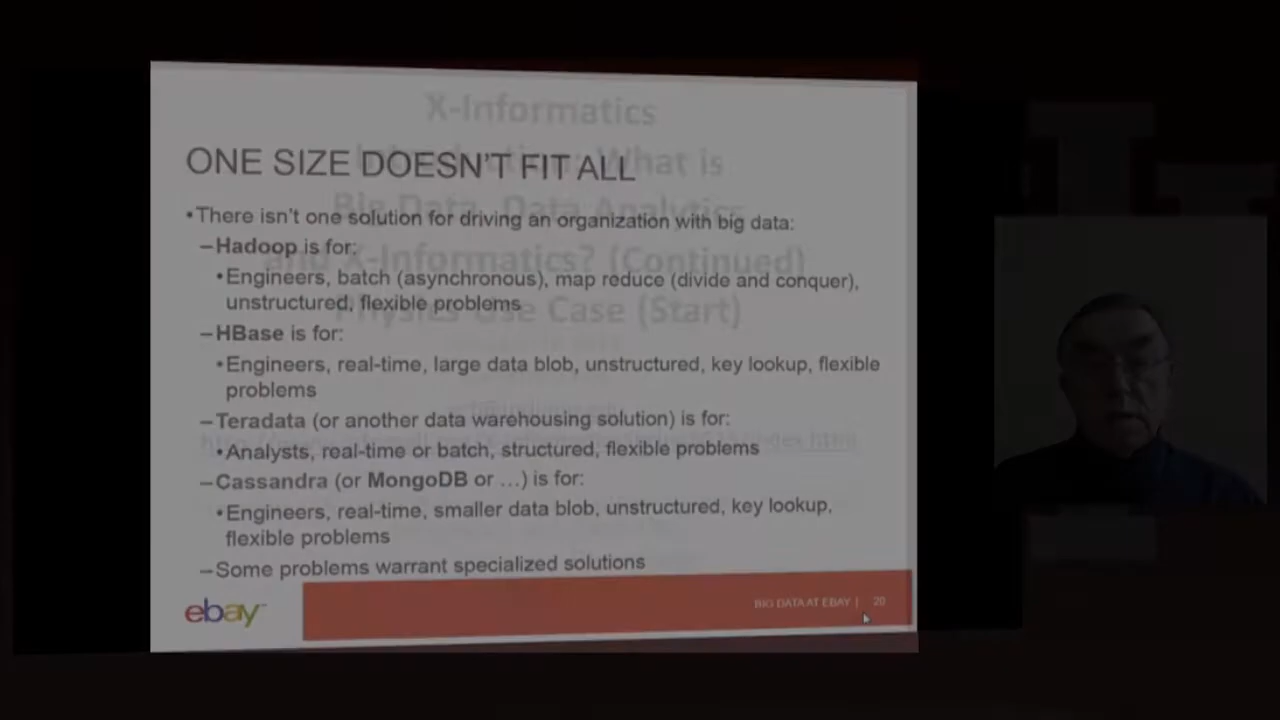 X-Informatics
Introduction: What is
Big Data, Data Analytics
and X-Informatics? (Continued)
Physics Use Case (Start)
ONE SIZE DOESN'T FIT ALL
•There isn't one solution for driving an organization with big data:
–Hadoop is for:
•Engineers, batch (asynchronous), map reduce (divide and conquer),
unstructured, flexible problems
–HBase is for:
•Engineers, real-time, large data blob, unstructured, key lookup, flexible
problems
–Teradata (or another data warehousing solution) is for:
•Analysts, real-time or batch, structured, flexible problems
–Cassandra (or MongoDB or …) is for:
•Engineers, real-time, smaller data blob, unstructured, key lookup,
flexible problems
–Some problems warrant specialized solutions
ebay
BIG DATA AT EBAY | 20